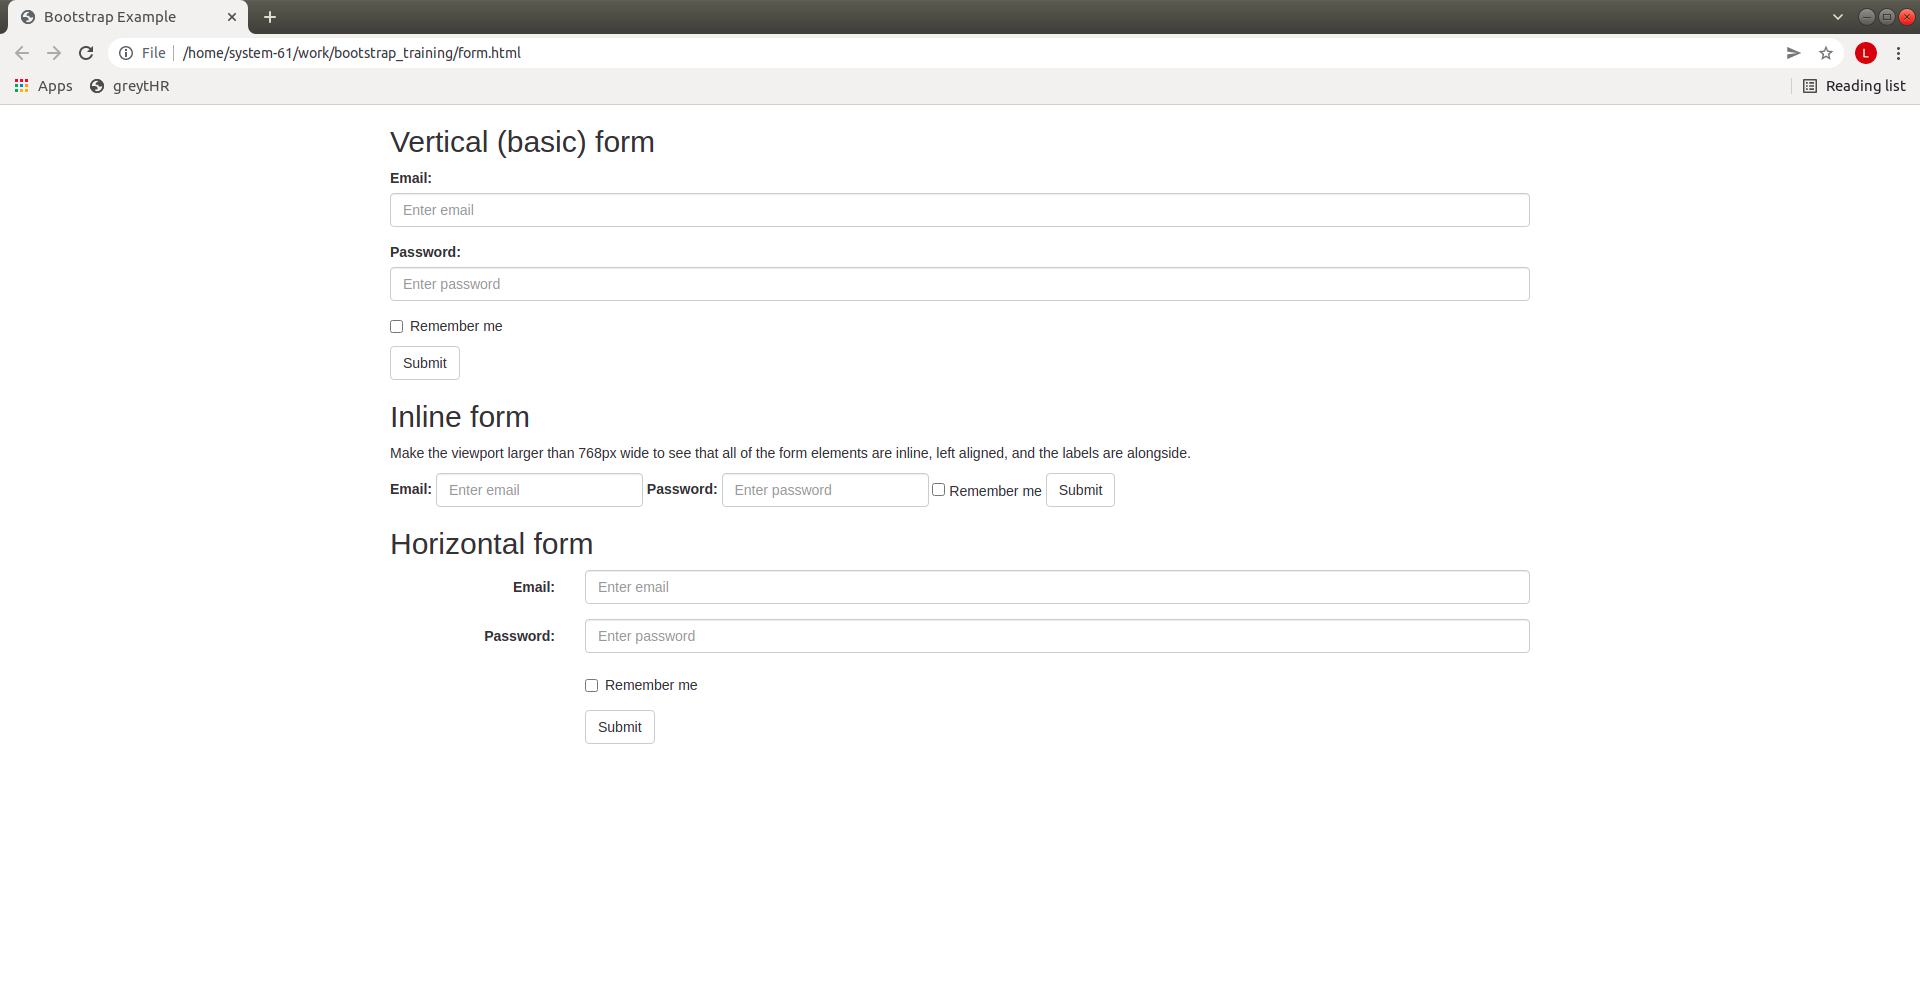 Bootstrap Example
File
/home/system-61/work/bootstrap_training/form.html
L
Apps
greytHR
Reading list
Vertical (basic) form
Email:
Enter email
Password:
Enter password
Remember me
Submit
Inline form
Make the viewport larger than 768px wide to see that all of the form elements are inline, left aligned, and the labels are alongside.
Email: Enter email Password: Enter password Remember me Submit
Horizontal form
Email: Enter email
Password: Enter password
Remember me
Submit